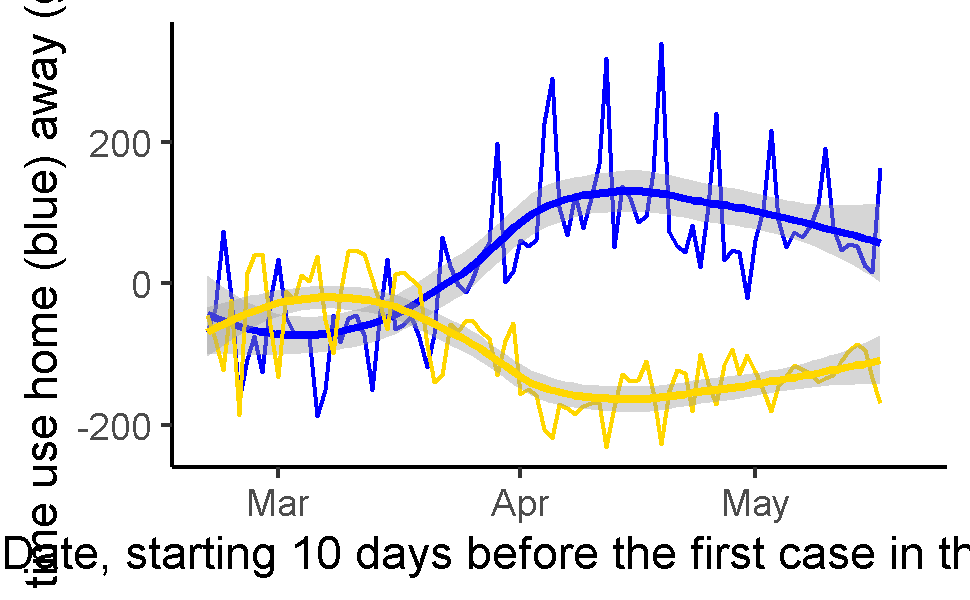 time use home (blue) away (
200
0
-200
Mar Apr May
Date, starting 10 days before the first case in th